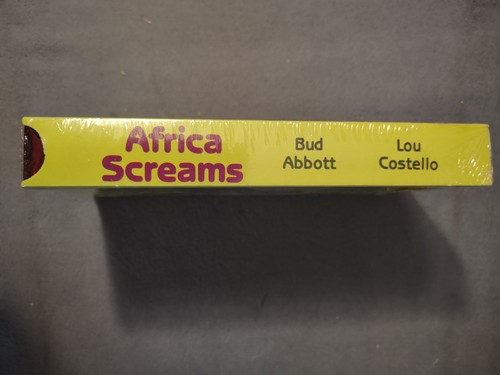 Africa
Screams
Bud
Abbott
Lou
Costello